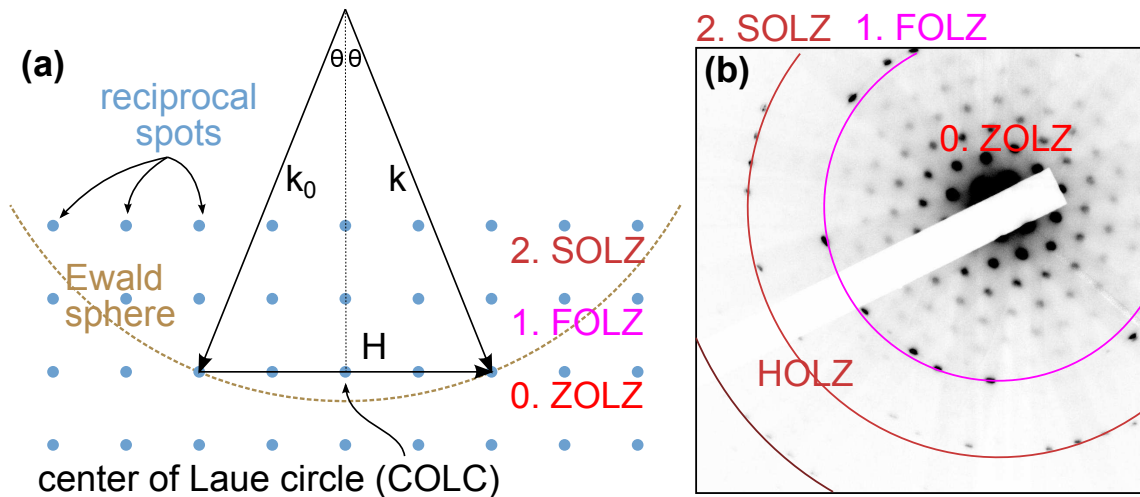 (a)
θ θ
reciprocal
spots
k0
k
Ewald
sphere
2. SOLZ
1. FOLZ
H
0. ZOLZ
center of Laue circle (COLC)
2. SOLZ 1. FOLZ
(b)
0. ZOLZ
HOLZ